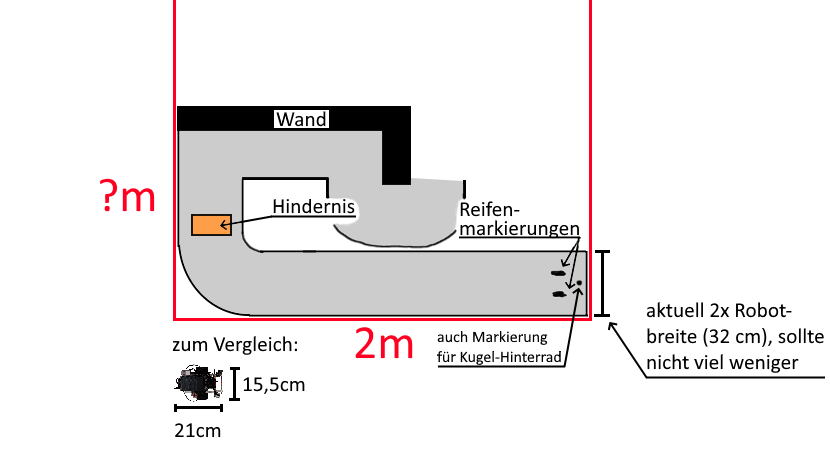 Wand
?m
Hindernis
Reifen-
markierungen
aktuell 2x Robot-
breite (32 cm), sollte
nicht viel weniger
2m
auch Markierung
für Kugel-Hinterrad
zum Vergleich:
15,5cm
21cm